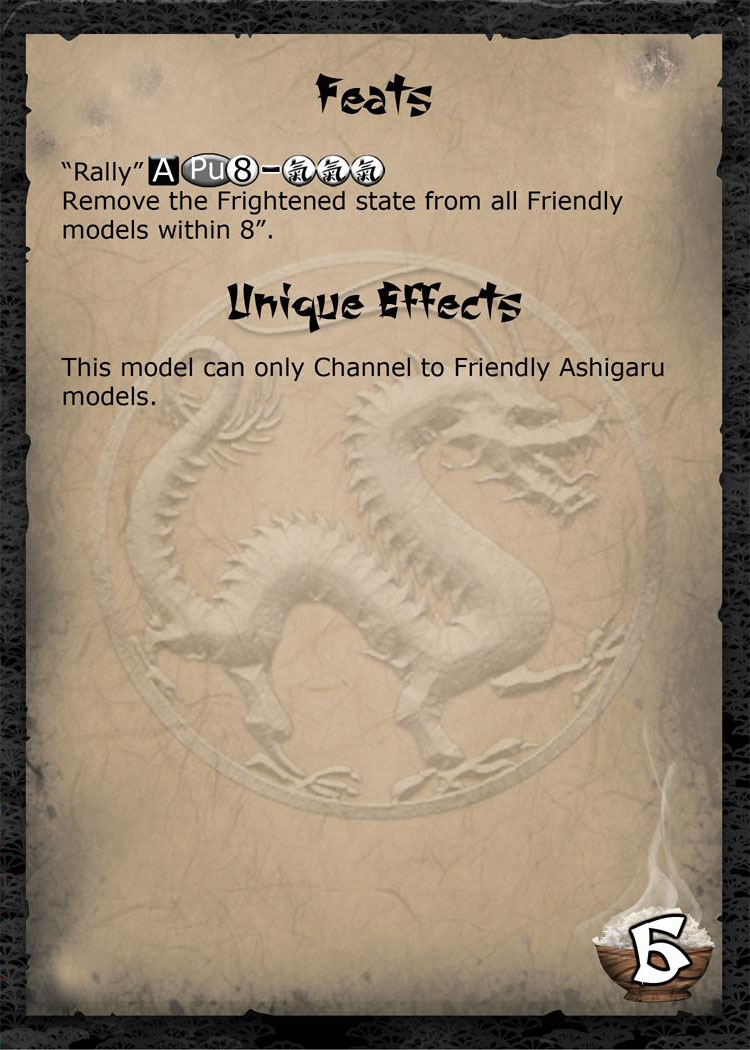 Feats
“Rally” A Pu 8 - 氣 氣 氣
Remove the Frightened state from all Friendly
models within 8”.
Unique Effects
This model can only Channel to Friendly Ashigaru
models.
5